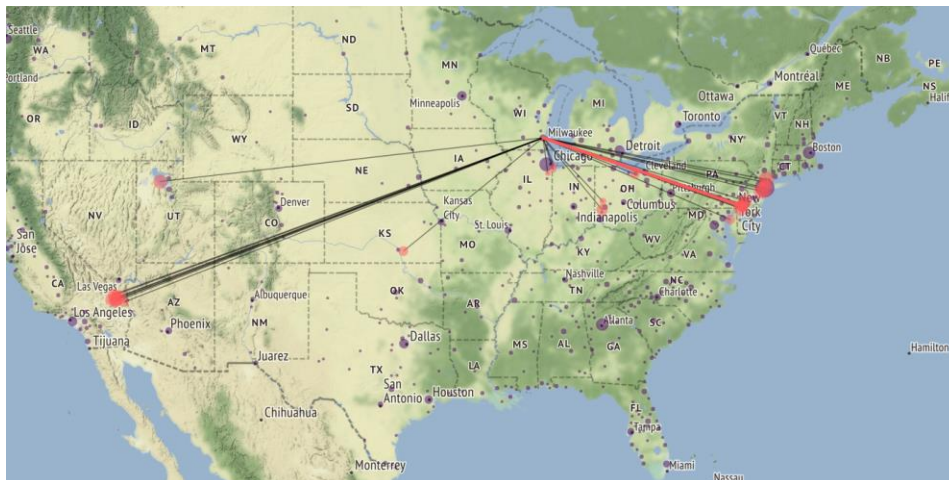 Seattle
WA
MT
ND
MN
Québec
NB
PE
Portland
OR
ID
WY
SD
Minneapolis
WI
MI
Ottawa
Montréal
ME
NS
Toronto
VT
NH
NY
Boston
Milwaukee
Detroit
Chicago
Cleveland
CT
IA
NE
IL
IN
OH
PA
Pittsburgh
New
York
City
NV
UT
Denver
CO
Kansas
City
KS
MO
St. Louis
Indianapolis
Columbus
MD
WV
VA
KY
San
José
CA
Las Vegas
Los Angeles
AZ
Phoenix
Albuquerque
NM
OK
AR
Nashville
TN
NC
Charlotte
SC
Atlanta
GA
AL
MS
LA
Tijuana
Juarez
Dallas
TX
San
Antonio
Houston
Hamilton
Chihuahua
Monterrey
FL
Tampa
Miami
Nassau